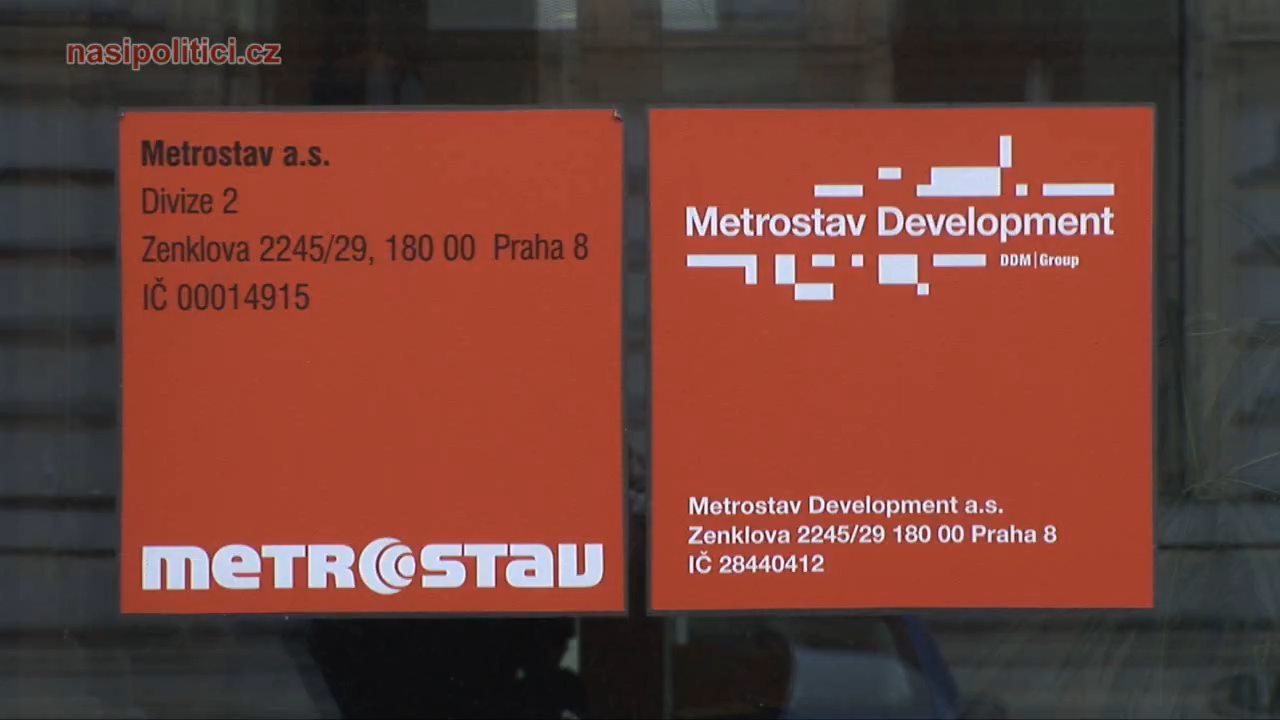 nasipolitici.cz
Metrostav a.s.
Divize 2
Zenklova 2245/29, 180 00 Praha 8
IČ 00014915
METROSTAV
Metrostav Development
DDM|Group
Metrostav Development a.s.
Zenklova 2245/29 180 00 Praha 8
IČ 28440412